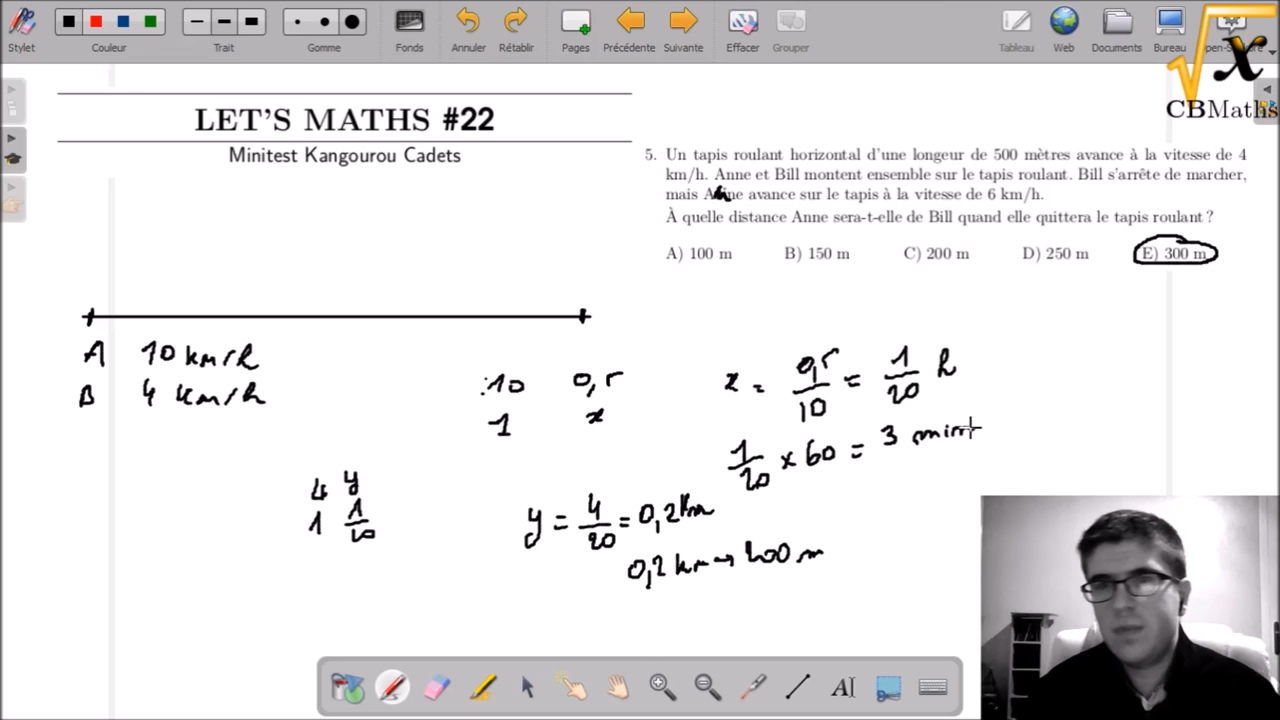 Stylet
Couleur
Trait
Gomme
Fonds
Annuler
Rétablir
Pages
Précédente
Suivante
Effacer
Grouper
Tableau
Web
Documents
Bureau
x
CBMaths
LET'S MATHS #22
Minitest Kangourou Cadets
5. Un tapis roulant horizontal d'une longeur de 500 mètres avance à la vitesse de 4
km/h. Anne et Bill montent ensemble sur le tapis roulant. Bill s'arrête de marcher,
mais Anne avance sur le tapis à la vitesse de 6 km/h.
À quelle distance Anne sera-t-elle de Bill quand elle quittera le tapis roulant ?
A) 100 m B) 150 m C) 200 m D) 250 m E) 300 m
A 10 km/h
B 4 km/h
:10 0,5
1 x
x = 0,5/10 = 1/20 h
1/20 x 60 = 3 min
4 y
1 1/20
y = 4/20 = 0,2 km
0,2 km → 200 m
AI